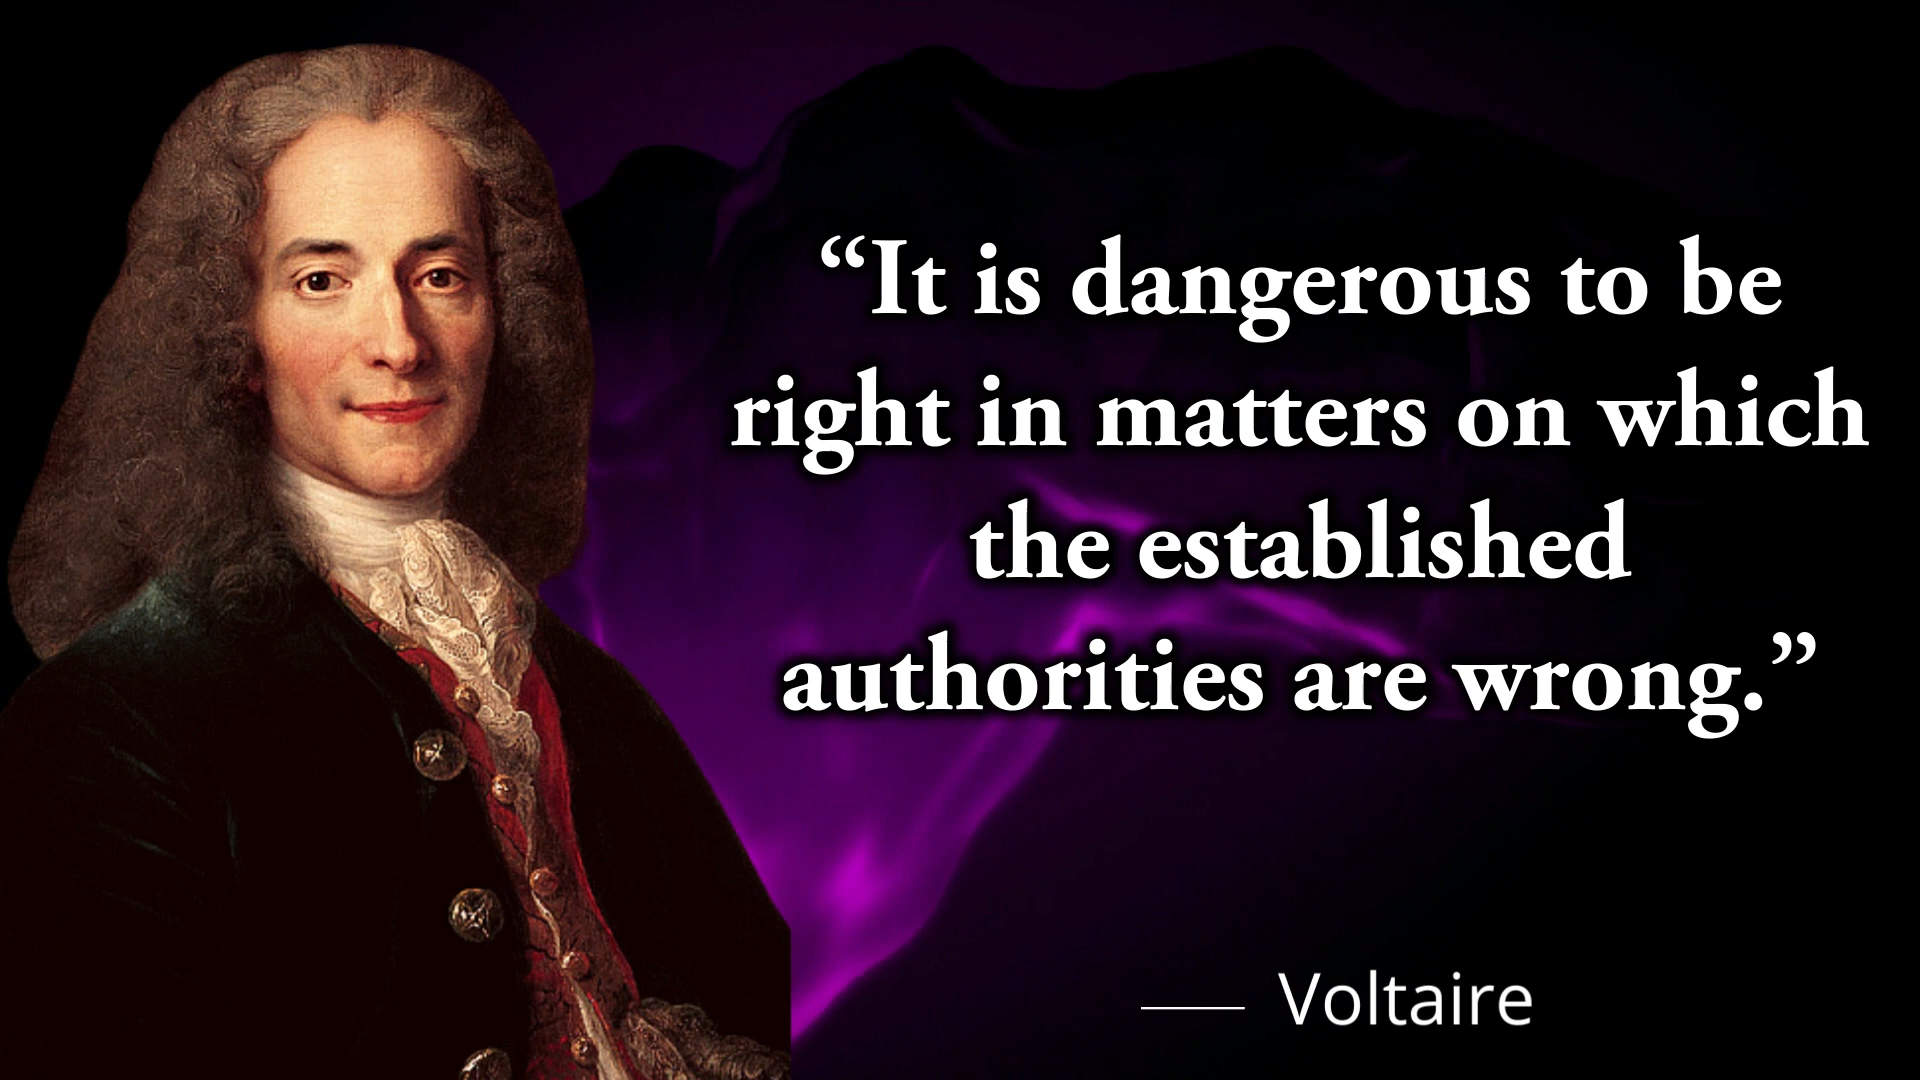 “It is dangerous to be
right in matters on which
the established
authorities are wrong.”
Voltaire